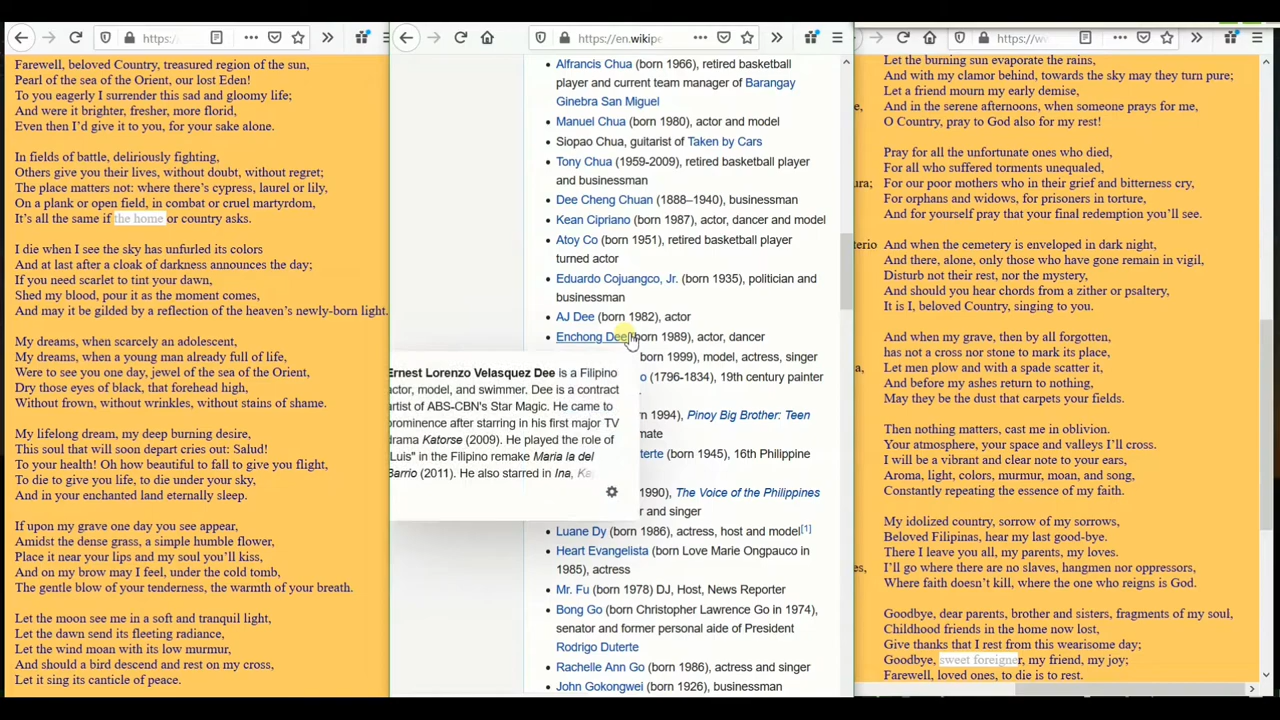 https:
Farewell, beloved Country, treasured region of the sun,
Pearl of the sea of the Orient, our lost Eden!
To you eagerly I surrender this sad and gloomy life;
And were it brighter, fresher, more florid,
Even then I'd give it to you, for your sake alone.
In fields of battle, deliriously fighting,
Others give you their lives, without doubt, without regret;
The place matters not: where there's cypress, laurel or lily,
On a plank or open field, in combat or cruel martyrdom,
It's all the same if the home or country asks.
I die when I see the sky has unfurled its colors
And at last after a cloak of darkness announces the day;
If you need scarlet to tint your dawn,
Shed my blood, pour it as the moment comes,
And may it be gilded by a reflection of the heaven's newly-born light.
My dreams, when scarcely an adolescent,
My dreams, when a young man already full of life,
Were to see you one day, jewel of the sea of the Orient,
Dry those eyes of black, that forehead high,
Without frown, without wrinkles, without stains of shame.
My lifelong dream, my deep burning desire,
This soul that will soon depart cries out: Salud!
To your health! Oh how beautiful to fall to give you flight,
To die to give you life, to die under your sky,
And in your enchanted land eternally sleep.
If upon my grave one day you see appear,
Amidst the dense grass, a simple humble flower,
Place it near your lips and my soul you'll kiss,
And on my brow may I feel, under the cold tomb,
The gentle blow of your tenderness, the warmth of your breath.
Let the moon see me in a soft and tranquil light,
Let the dawn send its fleeting radiance,
Let the wind moan with its low murmur,
And should a bird descend and rest on my cross,
Let it sing its canticle of peace.
https://en.wikipe
• Alfrancis Chua (born 1966), retired basketball
player and current team manager of Barangay
Ginebra San Miguel
• Manuel Chua (born 1980), actor and model
• Siopao Chua, guitarist of Taken by Cars
• Tony Chua (1959-2009), retired basketball player
and businessman
• Dee Cheng Chuan (1888–1940), businessman
• Kean Cipriano (born 1987), actor, dancer and model
• Atoy Co (born 1951), retired basketball player
turned actor
• Eduardo Cojuangco, Jr. (born 1935), politician and
businessman
• AJ Dee (born 1982), actor
• Enchong Dee (born 1989), actor, dancer
born 1999), model, actress, singer
o (1796-1834), 19th century painter
orn 1994), Pinoy Big Brother: Teen
mate
terte (born 1945), 16th Philippine
1990), The Voice of the Philippines
r and singer
Ernest Lorenzo Velasquez Dee is a Filipino
actor, model, and swimmer. Dee is a contract
artist of ABS-CBN's Star Magic. He came to
prominence after starring in his first major TV
drama Katorse (2009). He played the role of
"Luis" in the Filipino remake Maria la del
Barrio (2011). He also starred in Ina, Ka
• Luane Dy (born 1986), actress, host and model[1]
• Heart Evangelista (born Love Marie Ongpauco in
1985), actress
• Mr. Fu (born 1978) DJ, Host, News Reporter
• Bong Go (born Christopher Lawrence Go in 1974),
senator and former personal aide of President
Rodrigo Duterte
• Rachelle Ann Go (born 1986), actress and singer
• John Gokongwei (born 1926), business­man
https://ww
Let the burning sun evaporate the rains,
And with my clamor behind, towards the sky may they turn pure;
Let a friend mourn my early demise,
And in the serene afternoons, when someone prays for me,
O Country, pray to God also for my rest!
Pray for all the unfortunate ones who died,
For all who suffered torments unequaled,
ura; For our poor mothers who in their grief and bitterness cry,
For orphans and widows, for prisoners in torture,
And for yourself pray that your final redemption you'll see.
terio And when the cemetery is enveloped in dark night,
And there, alone, only those who have gone remain in vigil,
Disturb not their rest, nor the mystery,
And should you hear chords from a zither or psaltery,
It is I, beloved Country, singing to you.
And when my grave, then by all forgotten,
has not a cross nor stone to mark its place,
Let men plow and with a spade scatter it,
And before my ashes return to nothing,
May they be the dust that carpets your fields.
Then nothing matters, cast me in oblivion.
Your atmosphere, your space and valleys I'll cross.
I will be a vibrant and clear note to your ears,
Aroma, light, colors, murmur, moan, and song,
Constantly repeating the essence of my faith.
My idolized country, sorrow of my sorrows,
Beloved Filipinas, hear my last good-bye.
There I leave you all, my parents, my loves.
I'll go where there are no slaves, hangmen nor oppressors,
Where faith doesn't kill, where the one who reigns is God.
Goodbye, dear parents, brother and sisters, fragments of my soul,
Childhood friends in the home now lost,
Give thanks that I rest from this wearisome day;
Goodbye, sweet foreigner, my friend, my joy;
Farewell, loved ones, to die is to rest.